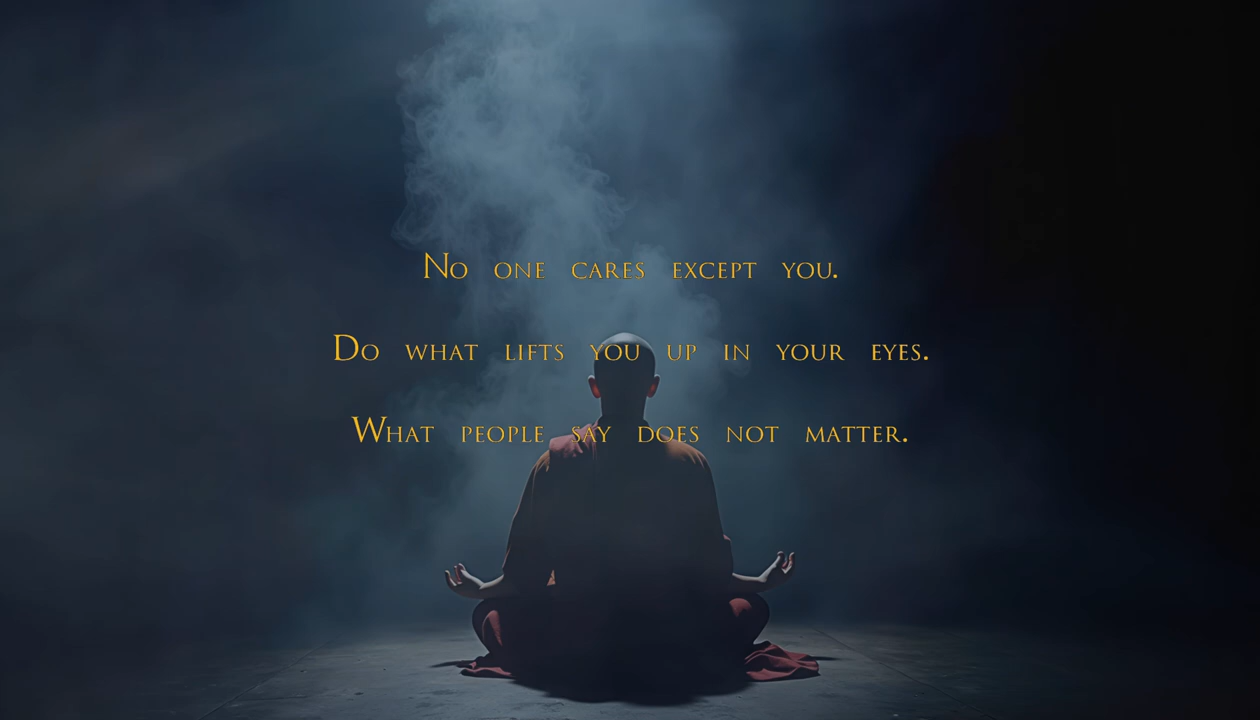 No one cares except you.
Do what lifts you up in your eyes.
What people say does not matter.